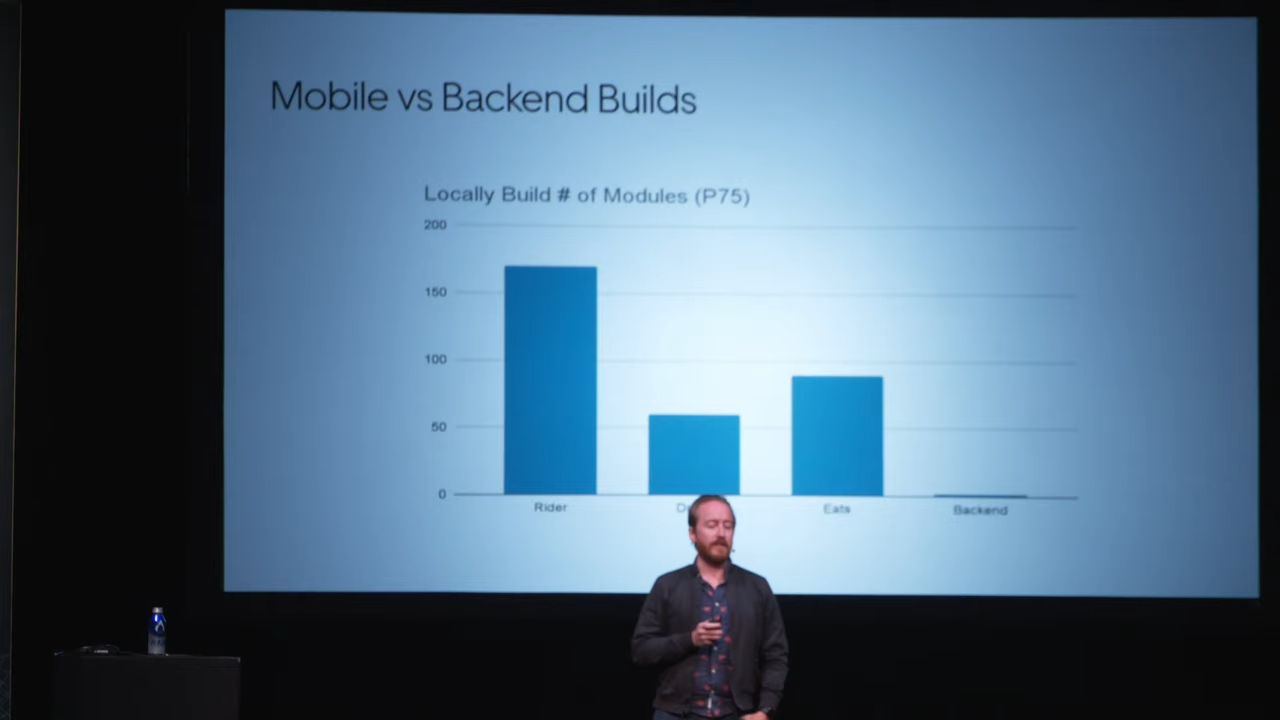 Mobile vs Backend Builds
Locally Build # of Modules (P75)
200
150
100
50
0
Rider
Eats
Backend